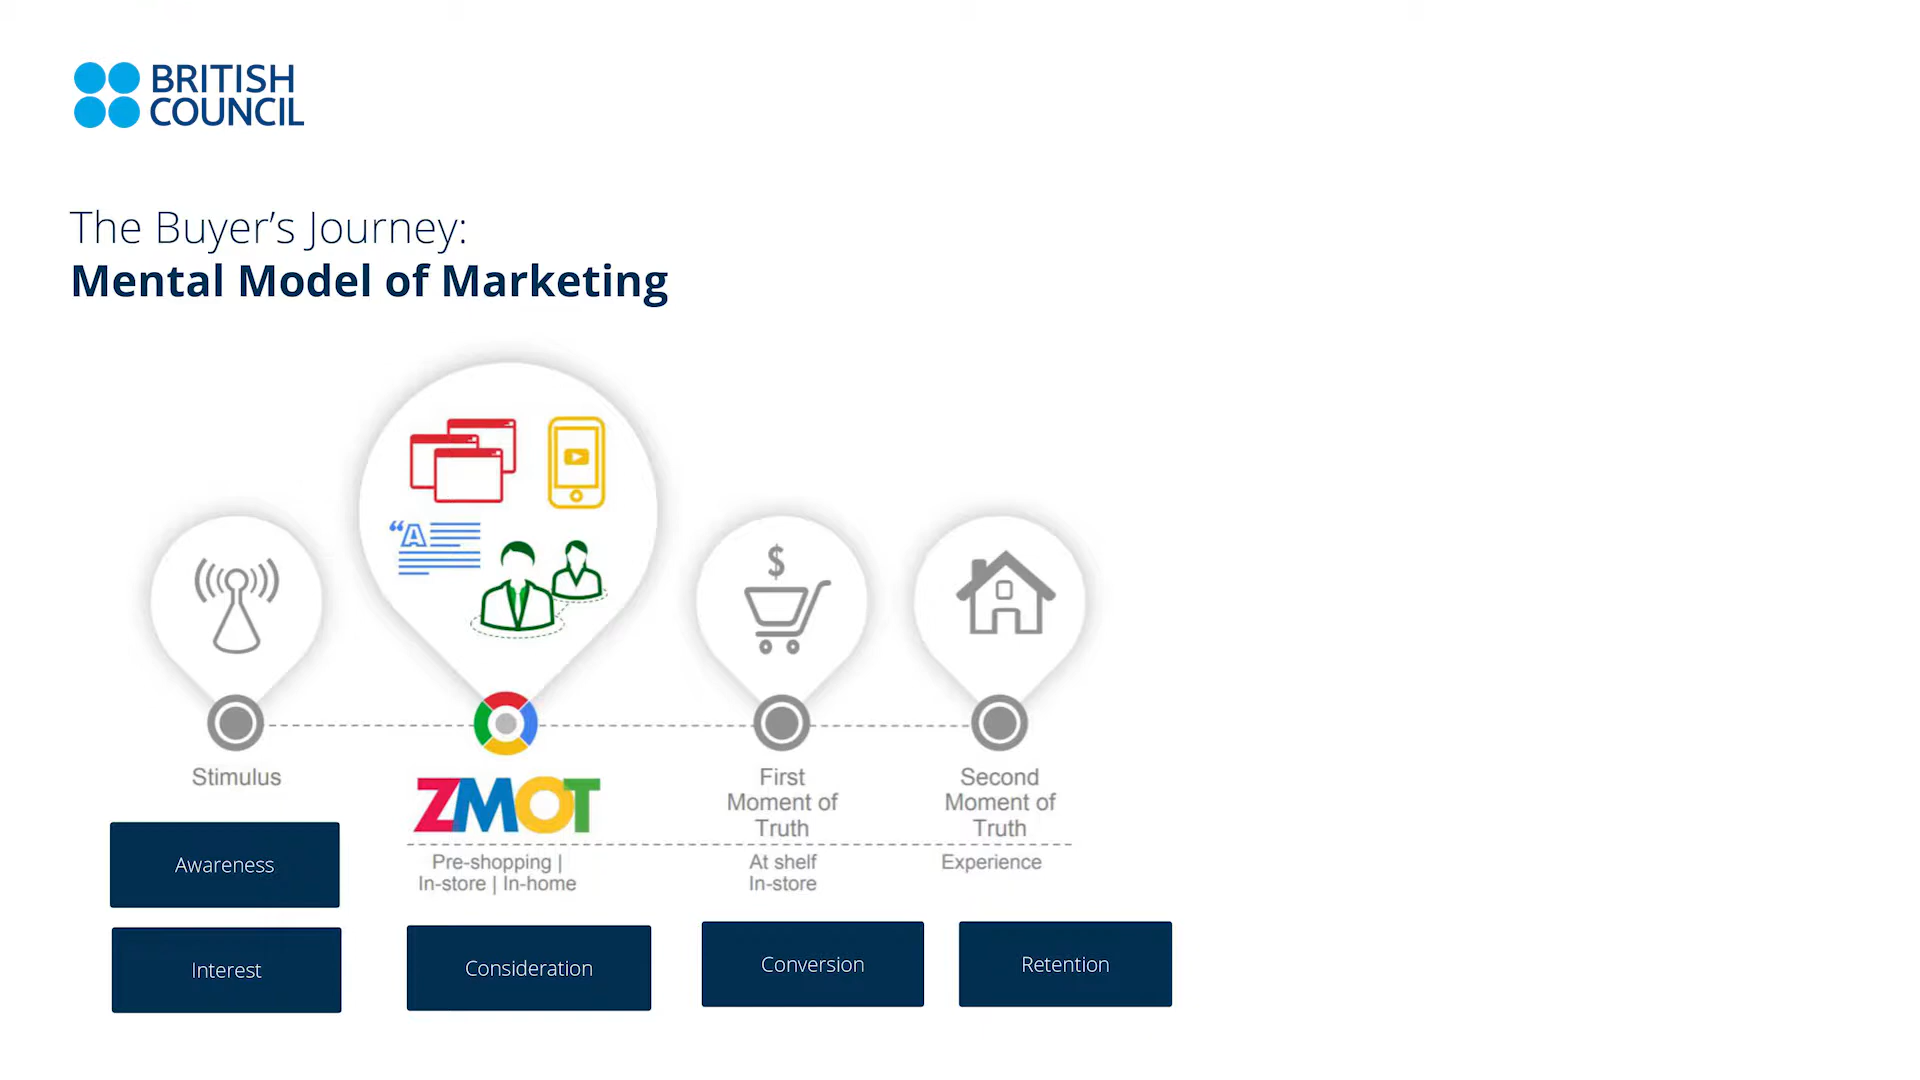 BRITISH
COUNCIL
The Buyer's Journey:
Mental Model of Marketing
“A
$
Stimulus
ZMOT
First
Moment of
Truth
Second
Moment of
Truth
Pre-shopping |
In-store | In-home
At shelf
In-store
Experience
Awareness
Interest
Consideration
Conversion
Retention